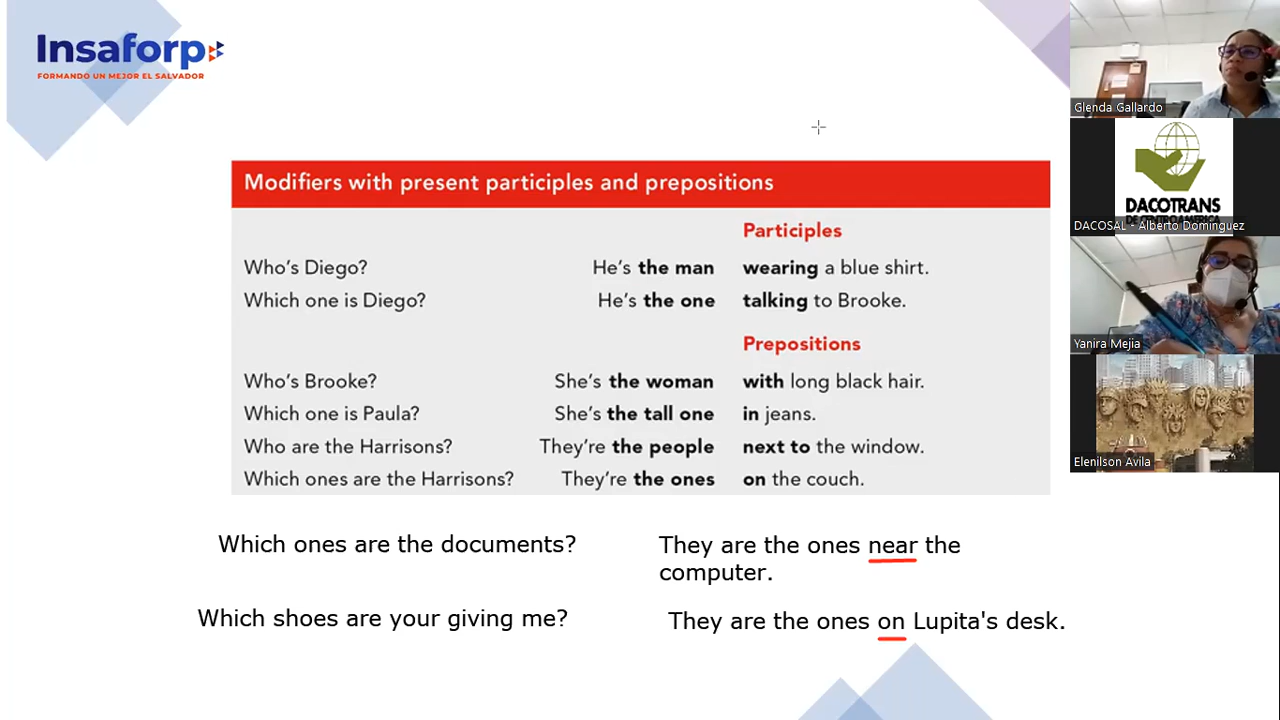 Insaforp
FORMANDO UN MEJOR EL SALVADOR
Modifiers with present participles and prepositions
Participles
Who's Diego? He's the man wearing a blue shirt.
Which one is Diego? He's the one talking to Brooke.
Prepositions
Who's Brooke? She's the woman with long black hair.
Which one is Paula? She's the tall one in jeans.
Who are the Harrisons? They're the people next to the window.
Which ones are the Harrisons? They're the ones on the couch.
Which ones are the documents? They are the ones near the
computer.
Which shoes are your giving me? They are the ones on Lupita's desk.
Glenda Gallardo
DACOTRANS
DE CENTROAMERICA
DACOSAL - Alberto Dominguez
Yanira Mejia
Elenilson Avila